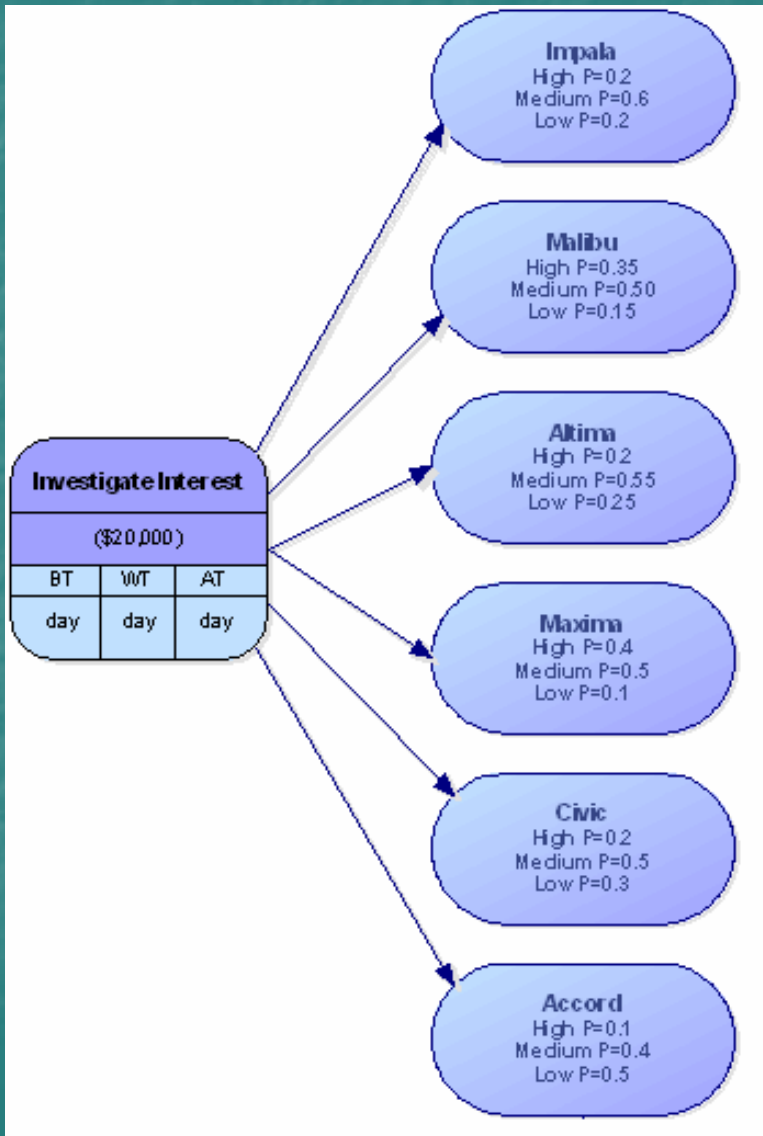 Impala
High P=0.2
Medium P=0.6
Low P=0.2
Malibu
High P=0.35
Medium P=0.50
Low P=0.15
Altima
High P=0.2
Medium P=0.55
Low P=0.25
Investigate Interest
($20,000)
BT WT AT
day day day
Maxima
High P=0.4
Medium P=0.5
Low P=0.1
Civic
High P=0.2
Medium P=0.5
Low P=0.3
Accord
High P=0.1
Medium P=0.4
Low P=0.5